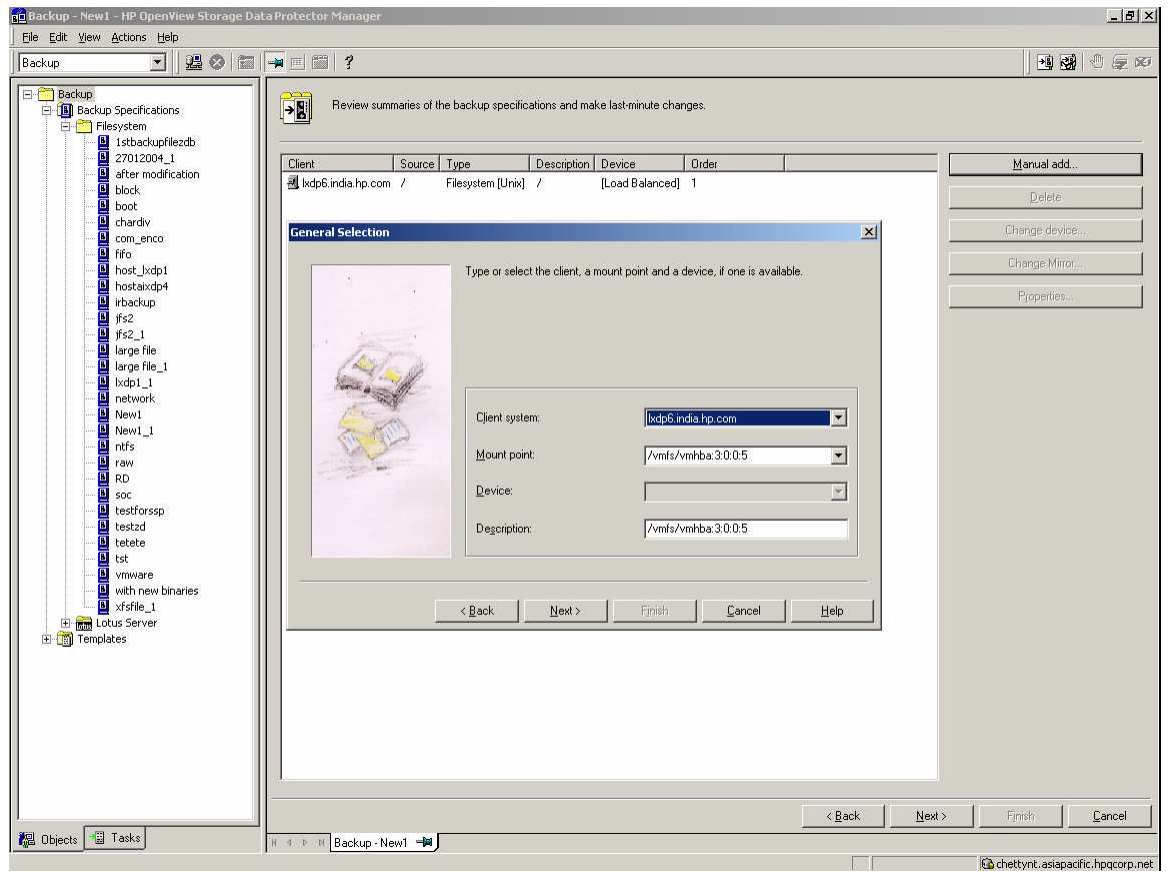 Backup - New1 - HP OpenView Storage Data Protector Manager
File Edit View Actions Help
Backup
?
Backup
Backup Specifications
Filesystem
1stbackupfilezdb
27012004_1
after modification
block
boot
chardiv
com_enco
fifo
host_lxdp1
hostaixdp4
irbackup
jfs2
jfs2_1
large file
large file_1
lxdp1_1
network
New1
New1_1
ntfs
raw
RD
soc
testforssp
testzd
tetete
tst
vmware
with new binaries
xfsfile_1
Lotus Server
Templates
Objects Tasks
Review summaries of the backup specifications and make last-minute changes.
Client Source Type Description Device Order
lxdp6.india.hp.com / Filesystem [Unix] / [Load Balanced] 1
Manual add...
Delete
Change device...
Change Mirror...
Properties...
General Selection
Type or select the client, a mount point and a device, if one is available.
Client system: lxdp6.india.hp.com
Mount point: /vmfs/vmhba:3:0:0:5
Device:
Description: /vmfs/vmhba:3:0:0:5
< Back Next > Finish Cancel Help
< Back Next > Finish Cancel
Backup - New1
chettynt.asiapacific.hpqcorp.net